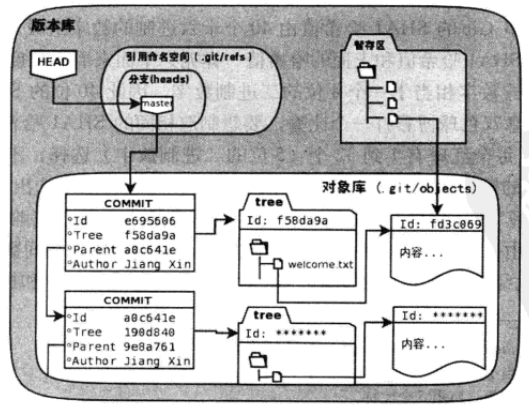 版本库
HEAD
引用命名空间(.git/refs)
分支(heads)
master
暂存区
对象库 (.git/objects)
COMMIT
Id e695606
Tree f58da9a
Parent a0c641e
Author Jiang Xin
tree
Id: f58da9a
welcome.txt
Id: fd3c069
内容...
COMMIT
Id a0c641e
Tree 190d840
Parent 9e8a761
Author Jiang Xin
tree
Id: *******
Id: *******
内容...